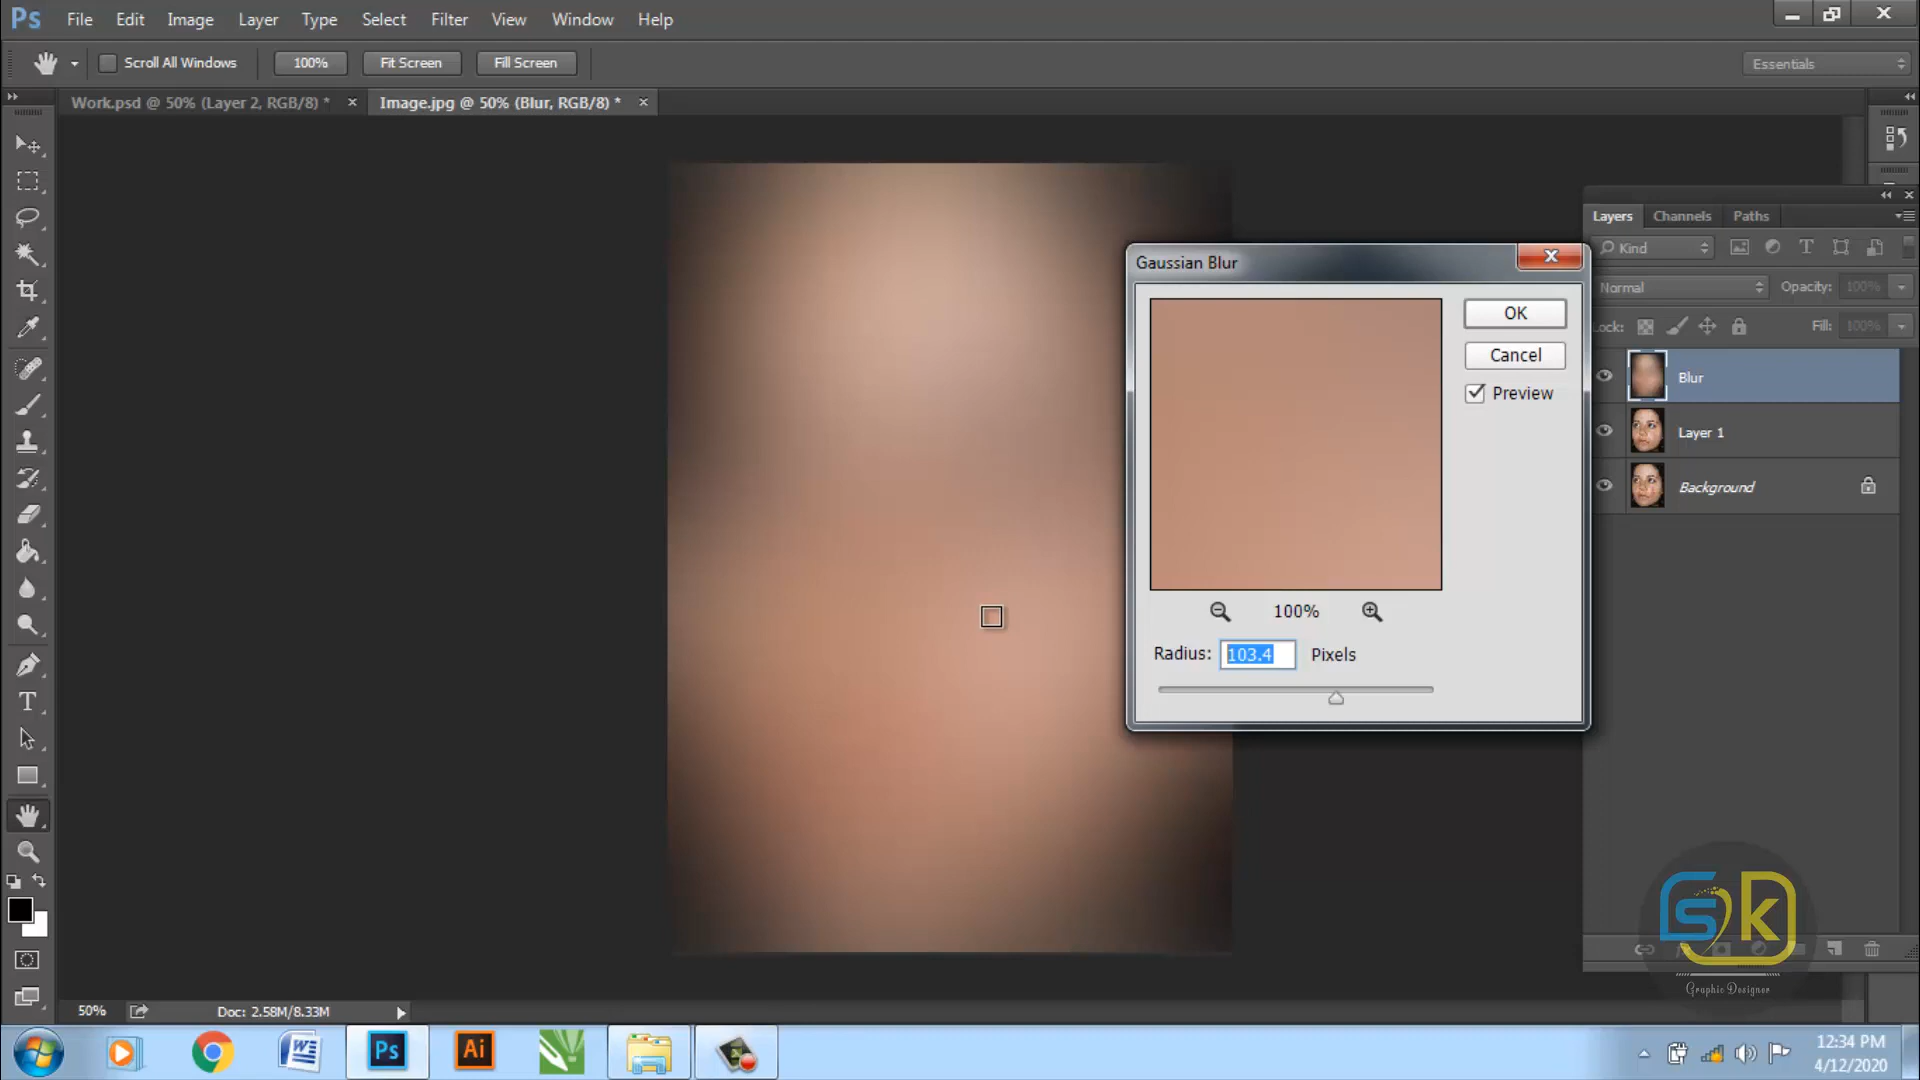 Ps File Edit Image Layer Type Select Filter View Window Help
Scroll All Windows 100% Fit Screen Fill Screen Essentials
Work.psd @ 50% (Layer 2, RGB/8) * × Image.jpg @ 50% (Blur, RGB/8) * ×
Layers Channels Paths
Kind
Normal Opacity: 100%
Lock: Fill: 100%
Blur
Layer 1
Background
Gaussian Blur
OK
Cancel
Preview
100%
Radius: 103.4 Pixels
T
SK
Graphic Designer
50% Doc: 2.58M/8.33M
W Ps Ai
12:34 PM
4/12/2020